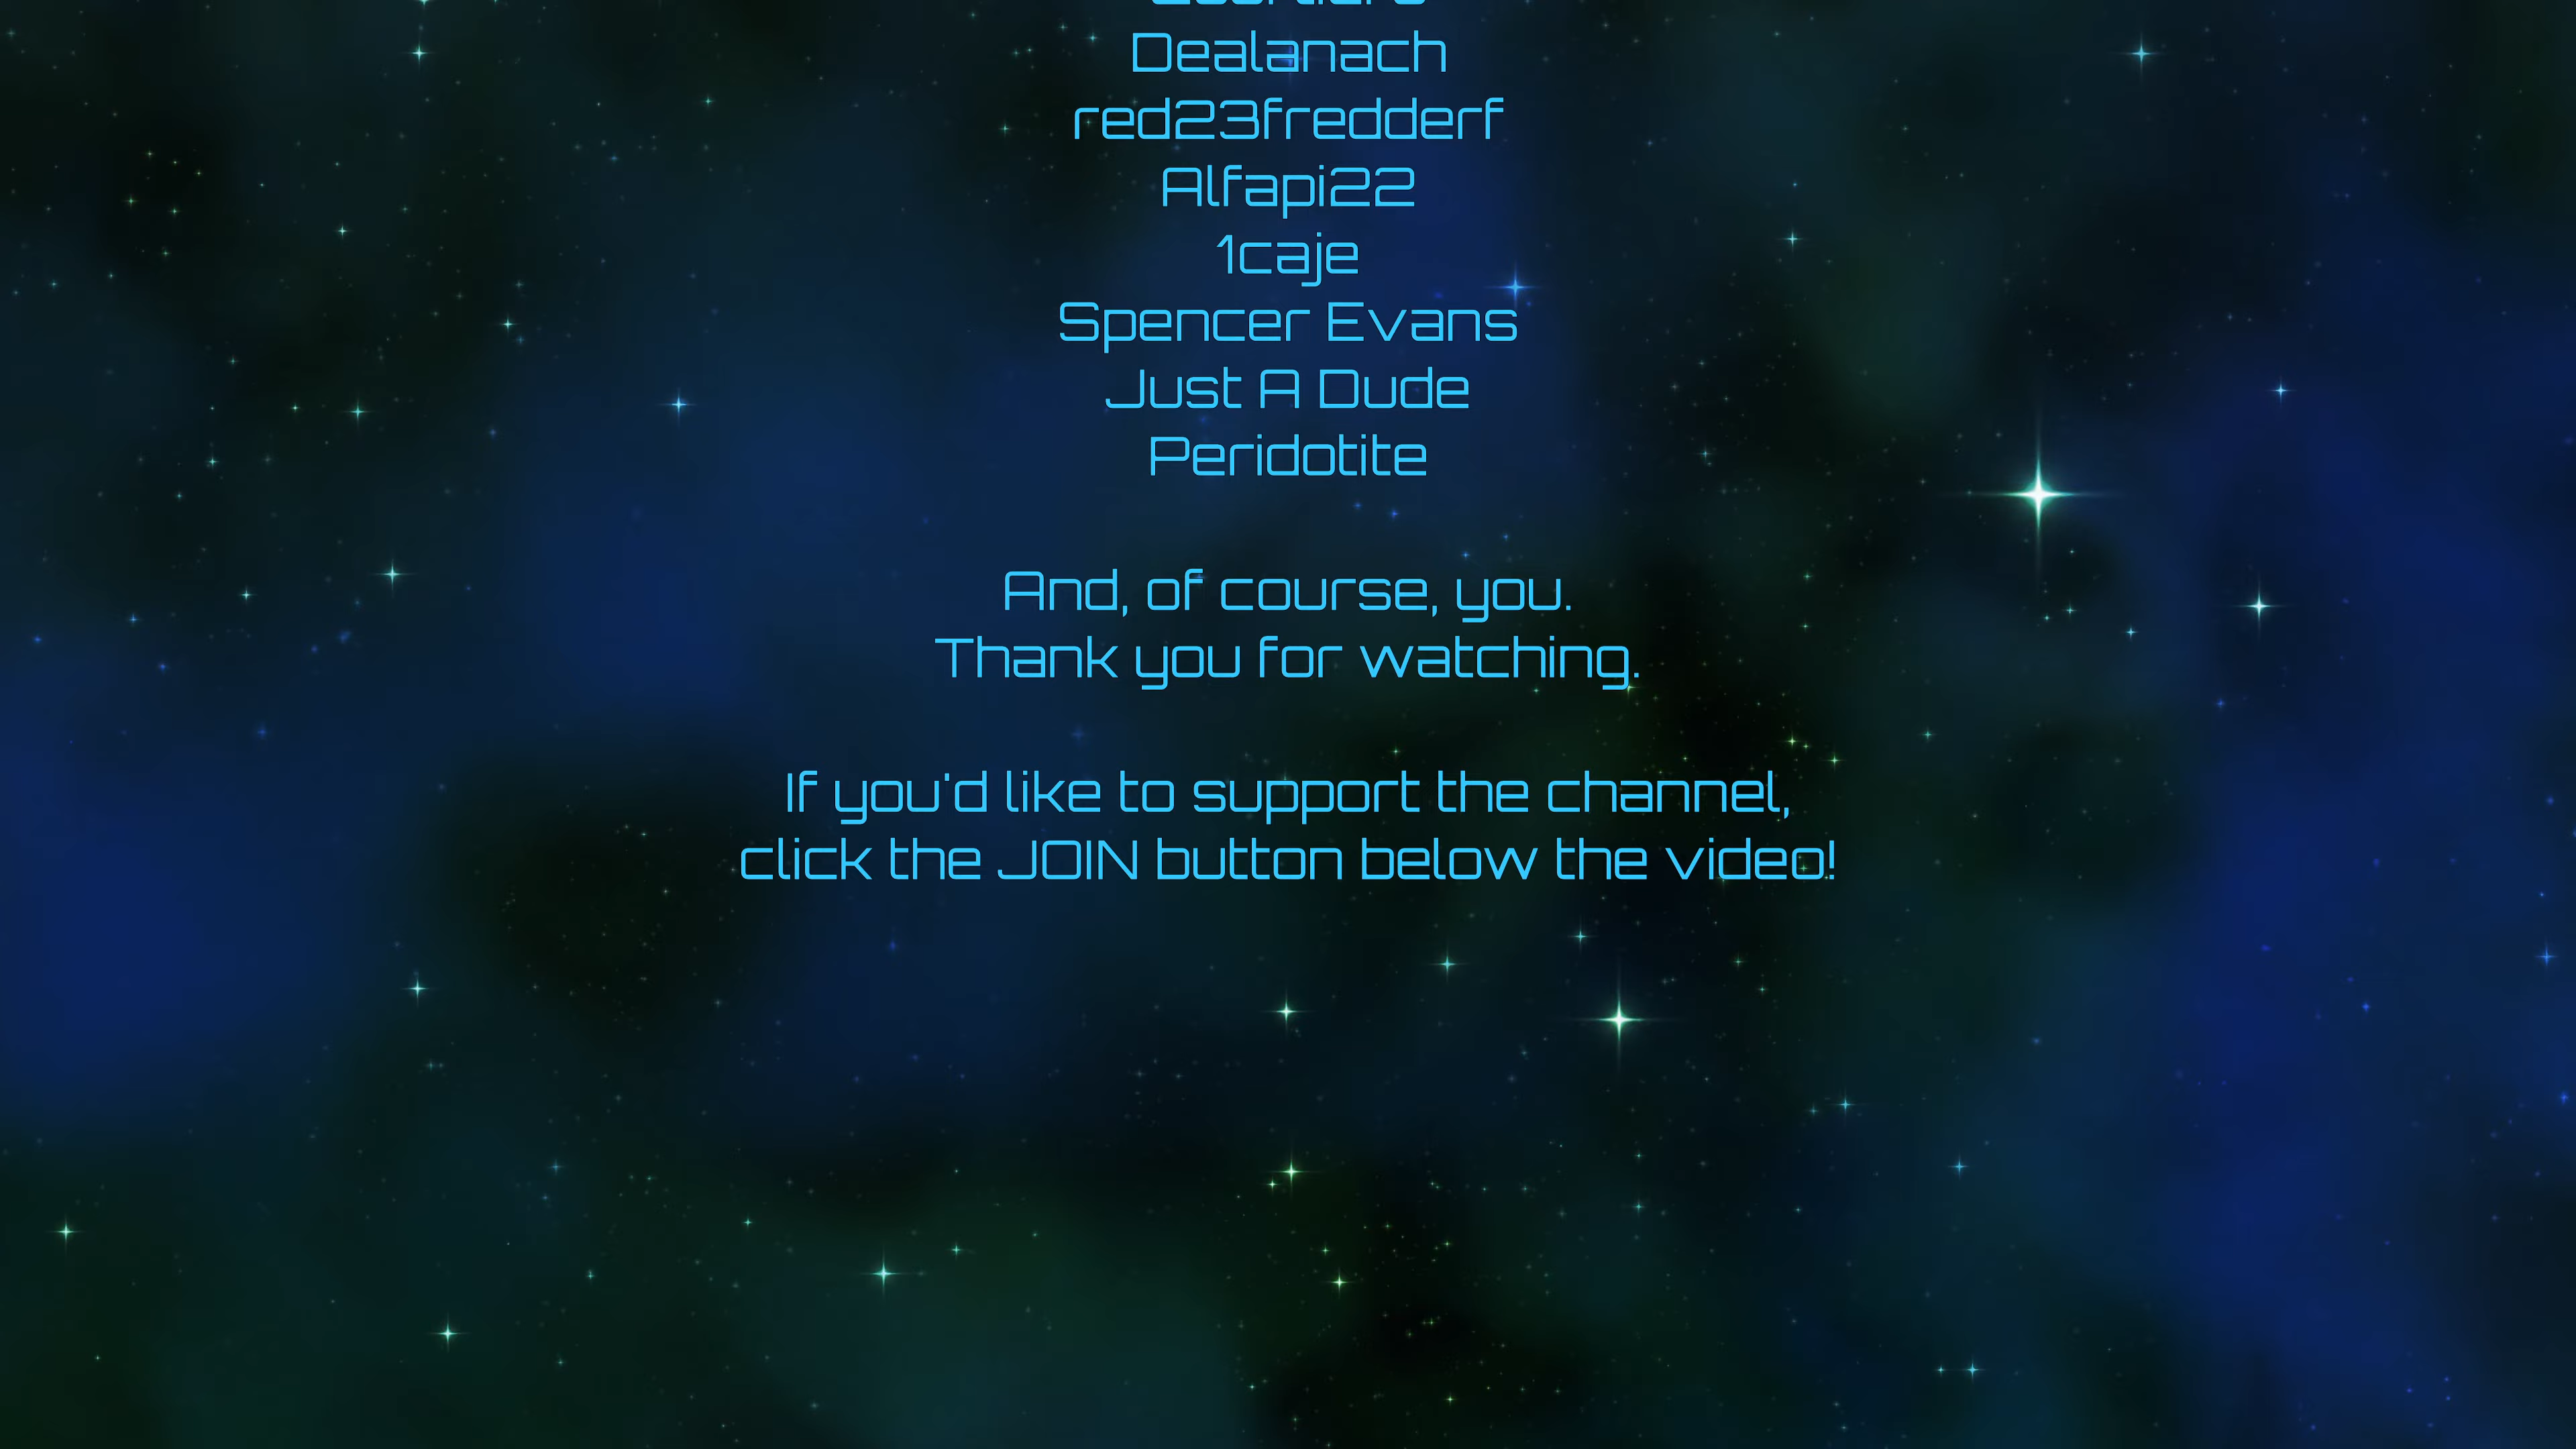 Dealanach
red23fredderf
Alfapi22
1caje
Spencer Evans
Just A Dude
Peridotite
And, of course, you.
Thank you for watching.
If you'd like to support the channel,
click the JOIN button below the video!